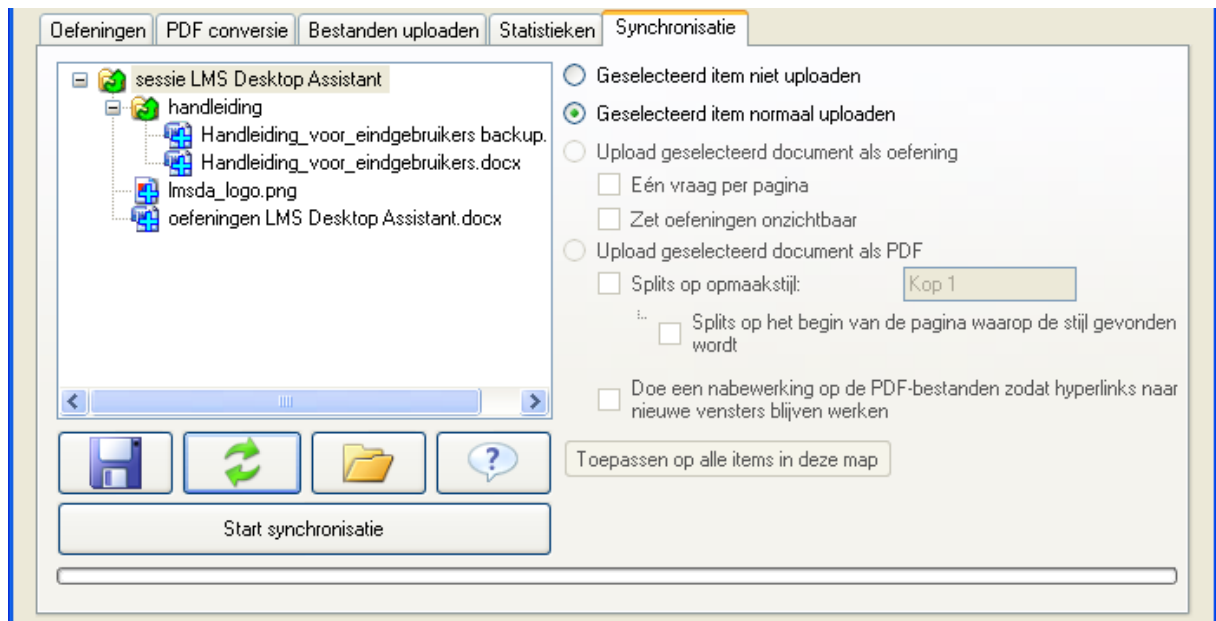 Oefeningen PDF conversie Bestanden uploaden Statistieken Synchronisatie
sessie LMS Desktop Assistant
handleiding
Handleiding_voor_eindgebruikers backup.
Handleiding_voor_eindgebruikers.docx
lmsda_logo.png
oefeningen LMS Desktop Assistant.docx
Geselecteerd item niet uploaden
Geselecteerd item normaal uploaden
Upload geselecteerd document als oefening
Eén vraag per pagina
Zet oefeningen onzichtbaar
Upload geselecteerd document als PDF
Splits op opmaakstijl: Kop 1
Splits op het begin van de pagina waarop de stijl gevonden
wordt
Doe een nabewerking op de PDF-bestanden zodat hyperlinks naar
nieuwe vensters blijven werken
Toepassen op alle items in deze map
Start synchronisatie